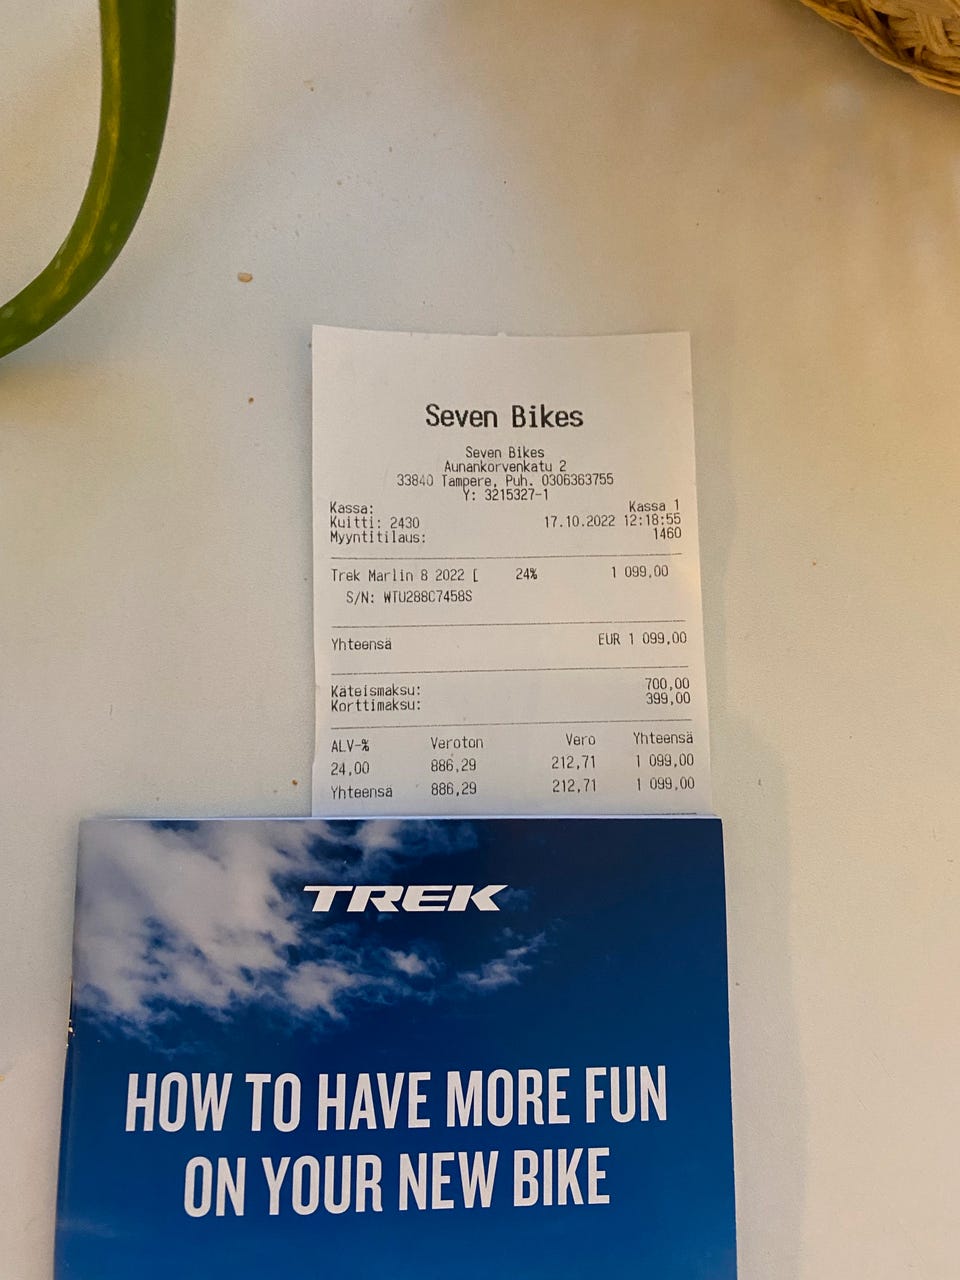 Seven Bikes
Seven Bikes
Aunankorvenkatu 2
33840 Tampere, Puh. 0306363755
Y: 3215327-1
Kassa: Kassa 1
Kuitti: 2430 17.10.2022 12:18:55
Myyntitilaus: 1460
Trek Marlin 8 2022 [ 24% 1 099,00
S/N: WTU288C7458S
Yhteensä EUR 1 099,00
Käteismaksu: 700,00
Korttimaksu: 399,00
ALV-% Veroton Vero Yhteensä
24,00 886,29 212,71 1 099,00
Yhteensä 886,29 212,71 1 099,00
TREK
HOW TO HAVE MORE FUN
ON YOUR NEW BIKE